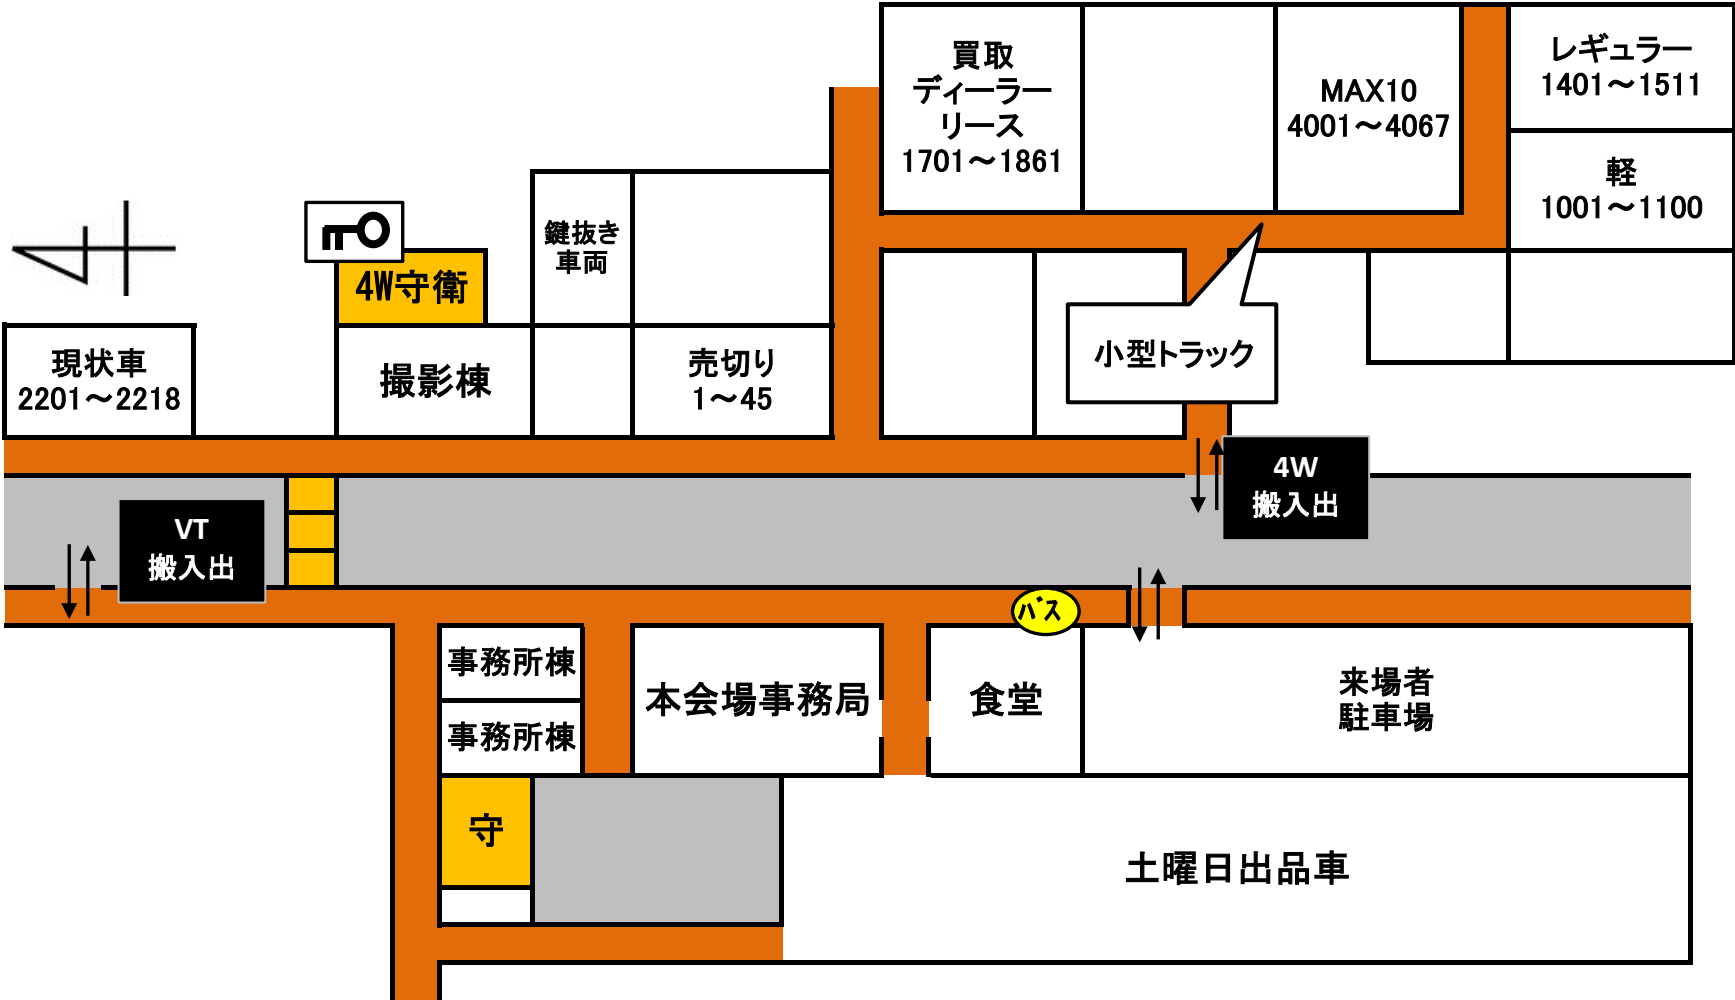 買取
ディーラー
リース
1701～1861
MAX10
4001～4067
レギュラー
1401～1511
軽
1001～1100
鍵抜き
車両
4W守衛
現状車
2201～2218
撮影棟
売切り
1～45
小型トラック
4W
搬入出
VT
搬入出
バス
事務所棟
事務所棟
本会場事務局
食堂
来場者
駐車場
守
土曜日出品車